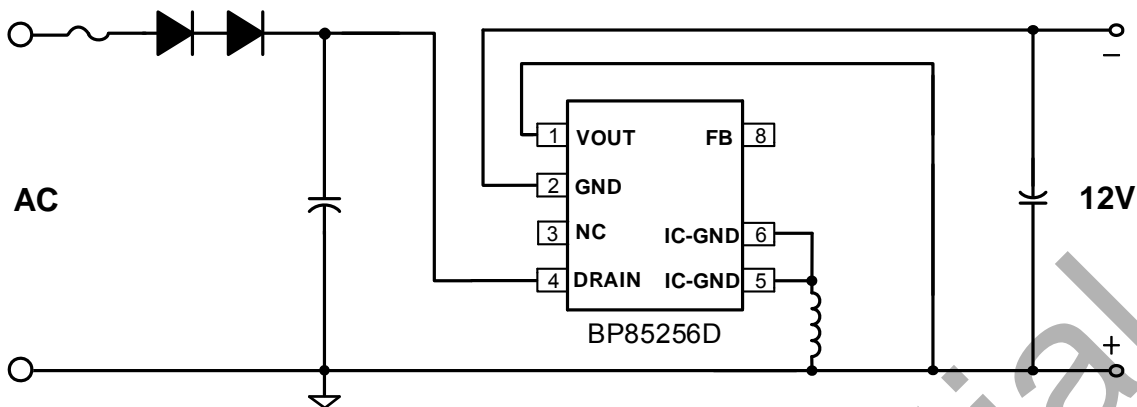 AC
1 VOUT
2 GND
3 NC
4 DRAIN
FB 8
IC-GND 6
IC-GND 5
BP85256D
−
12V
+